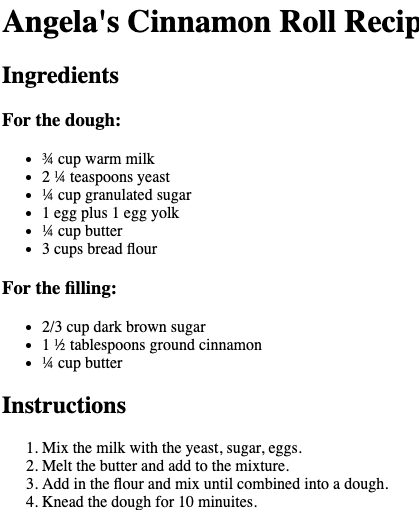 Angela's Cinnamon Roll Recip
Ingredients
For the dough:
• ¾ cup warm milk
• 2 ¼ teaspoons yeast
• ¼ cup granulated sugar
• 1 egg plus 1 egg yolk
• ¼ cup butter
• 3 cups bread flour
For the filling:
• 2/3 cup dark brown sugar
• 1 ½ tablespoons ground cinnamon
• ¼ cup butter
Instructions
1. Mix the milk with the yeast, sugar, eggs.
2. Melt the butter and add to the mixture.
3. Add in the flour and mix until combined into a dough.
4. Knead the dough for 10 minuites.